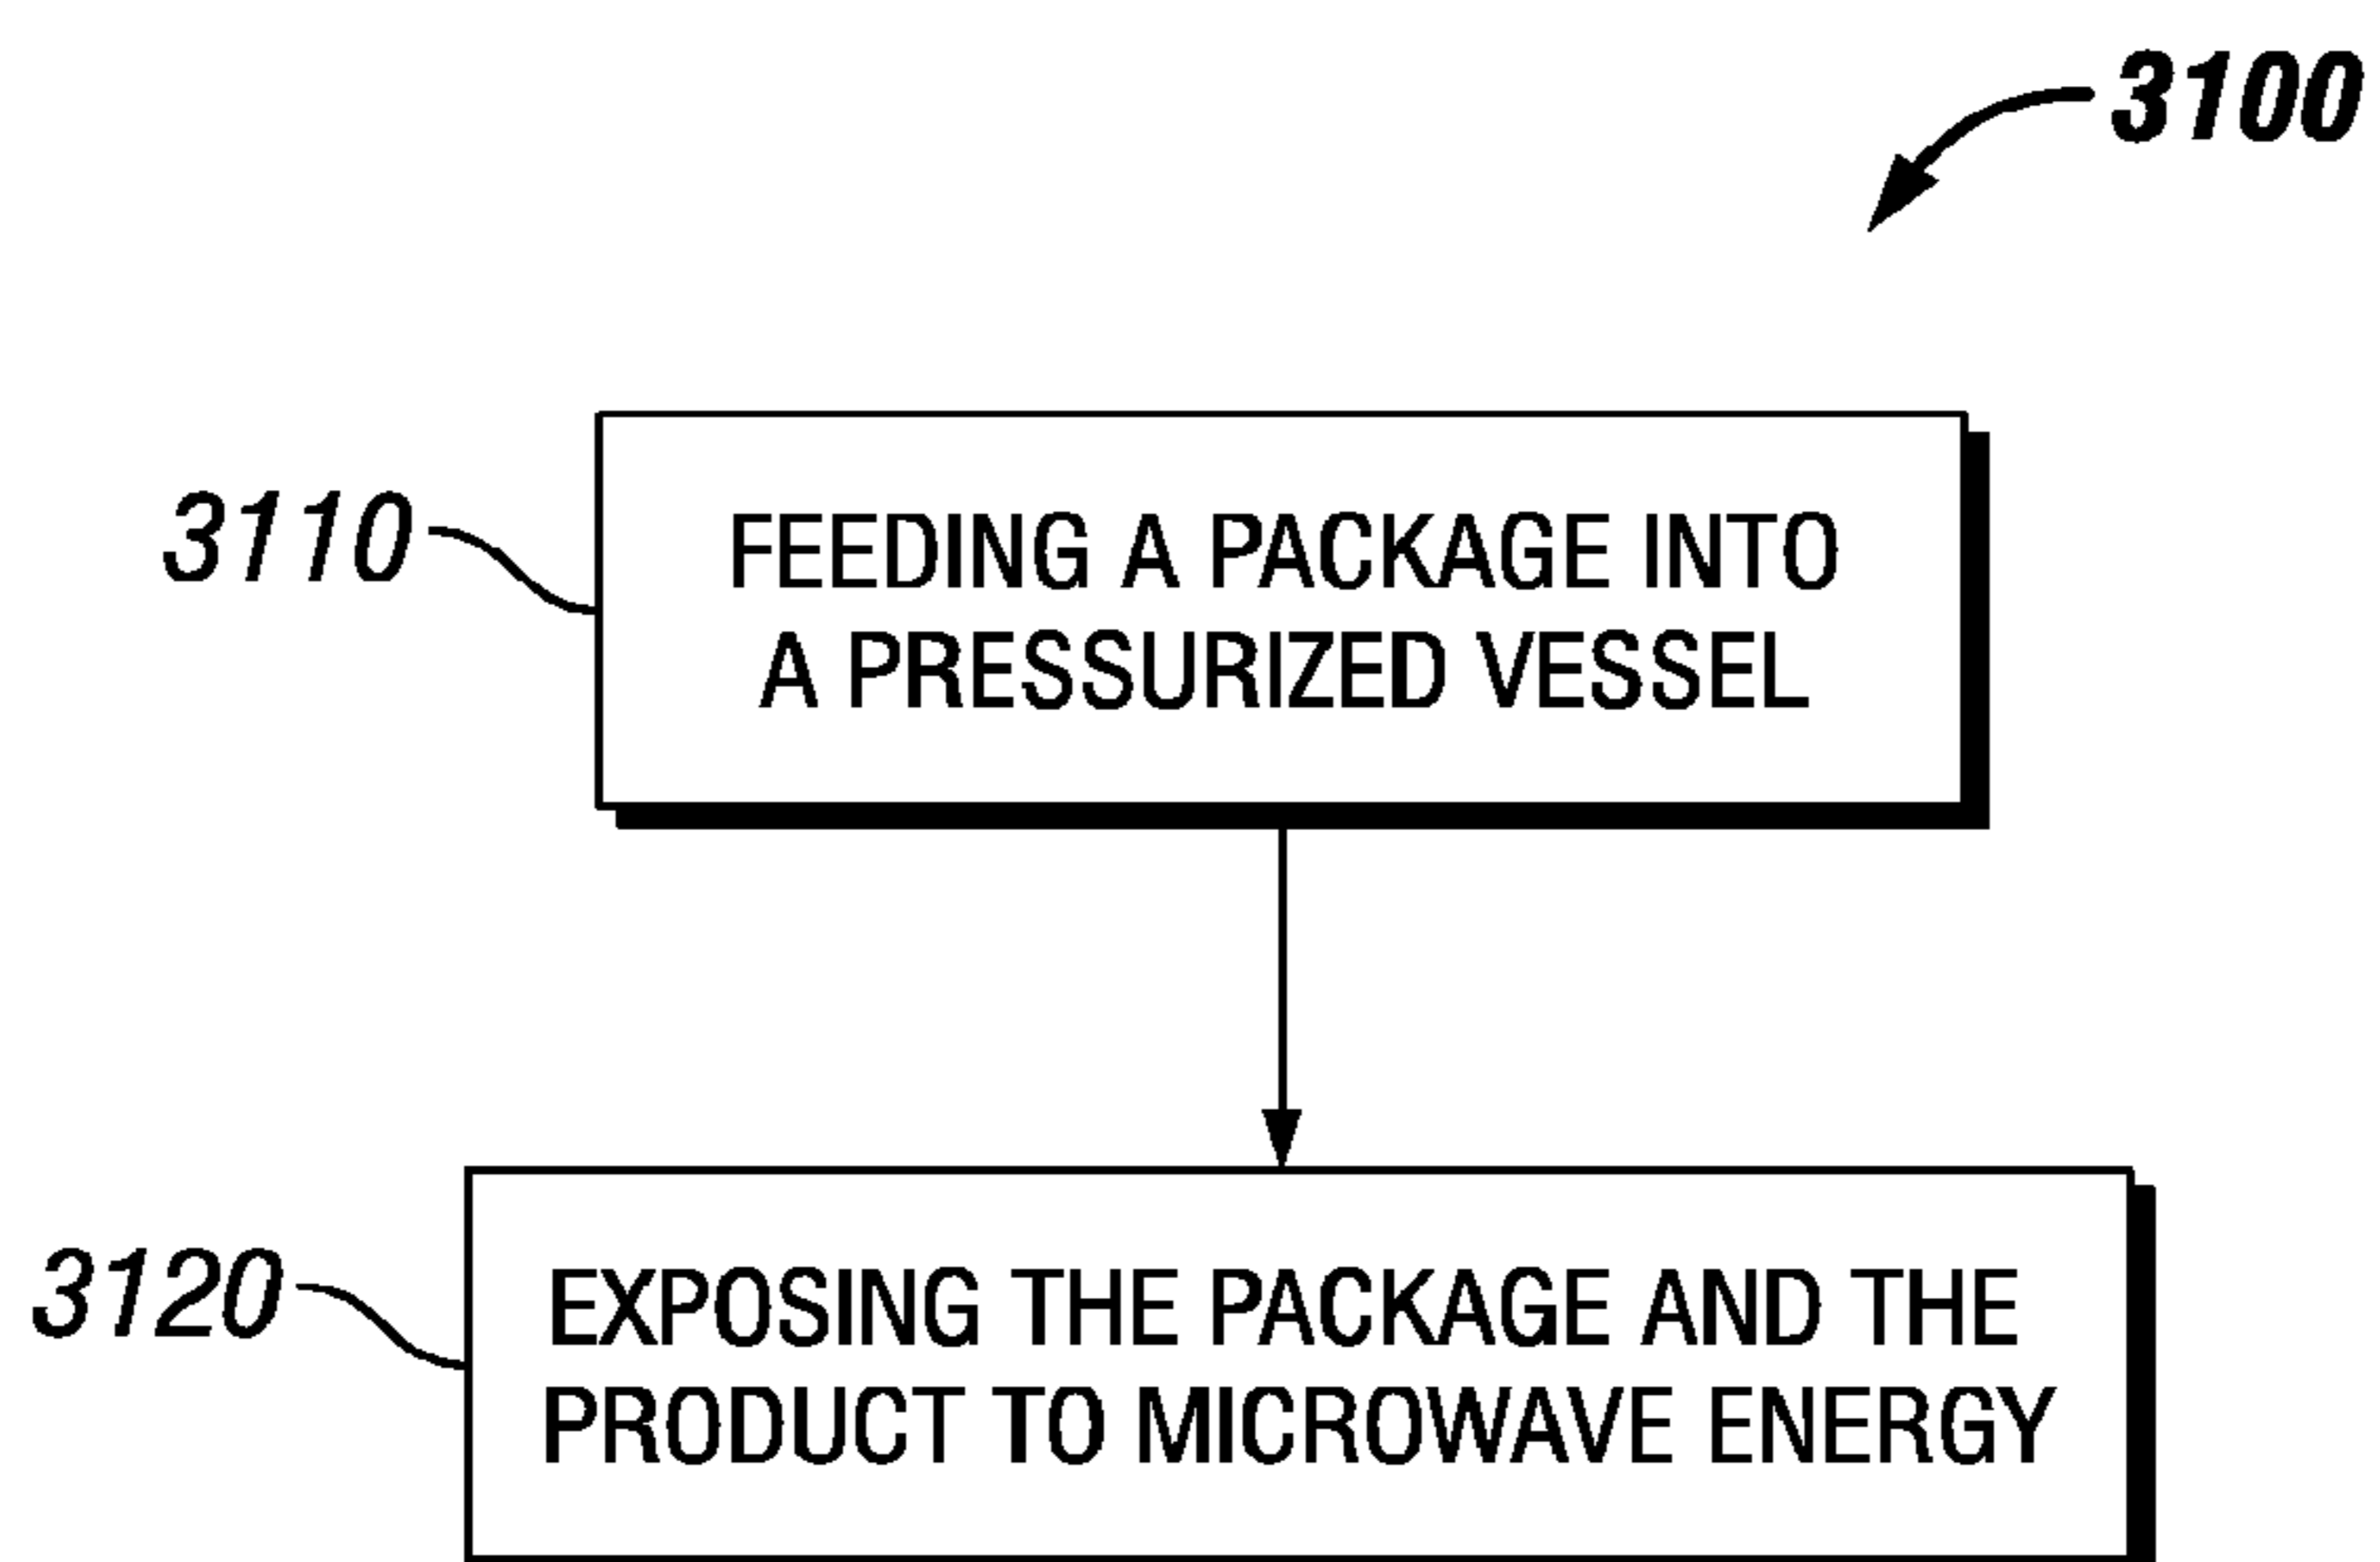 3100
3110
FEEDING A PACKAGE INTO
A PRESSURIZED VESSEL
3120
EXPOSING THE PACKAGE AND THE
PRODUCT TO MICROWAVE ENERGY